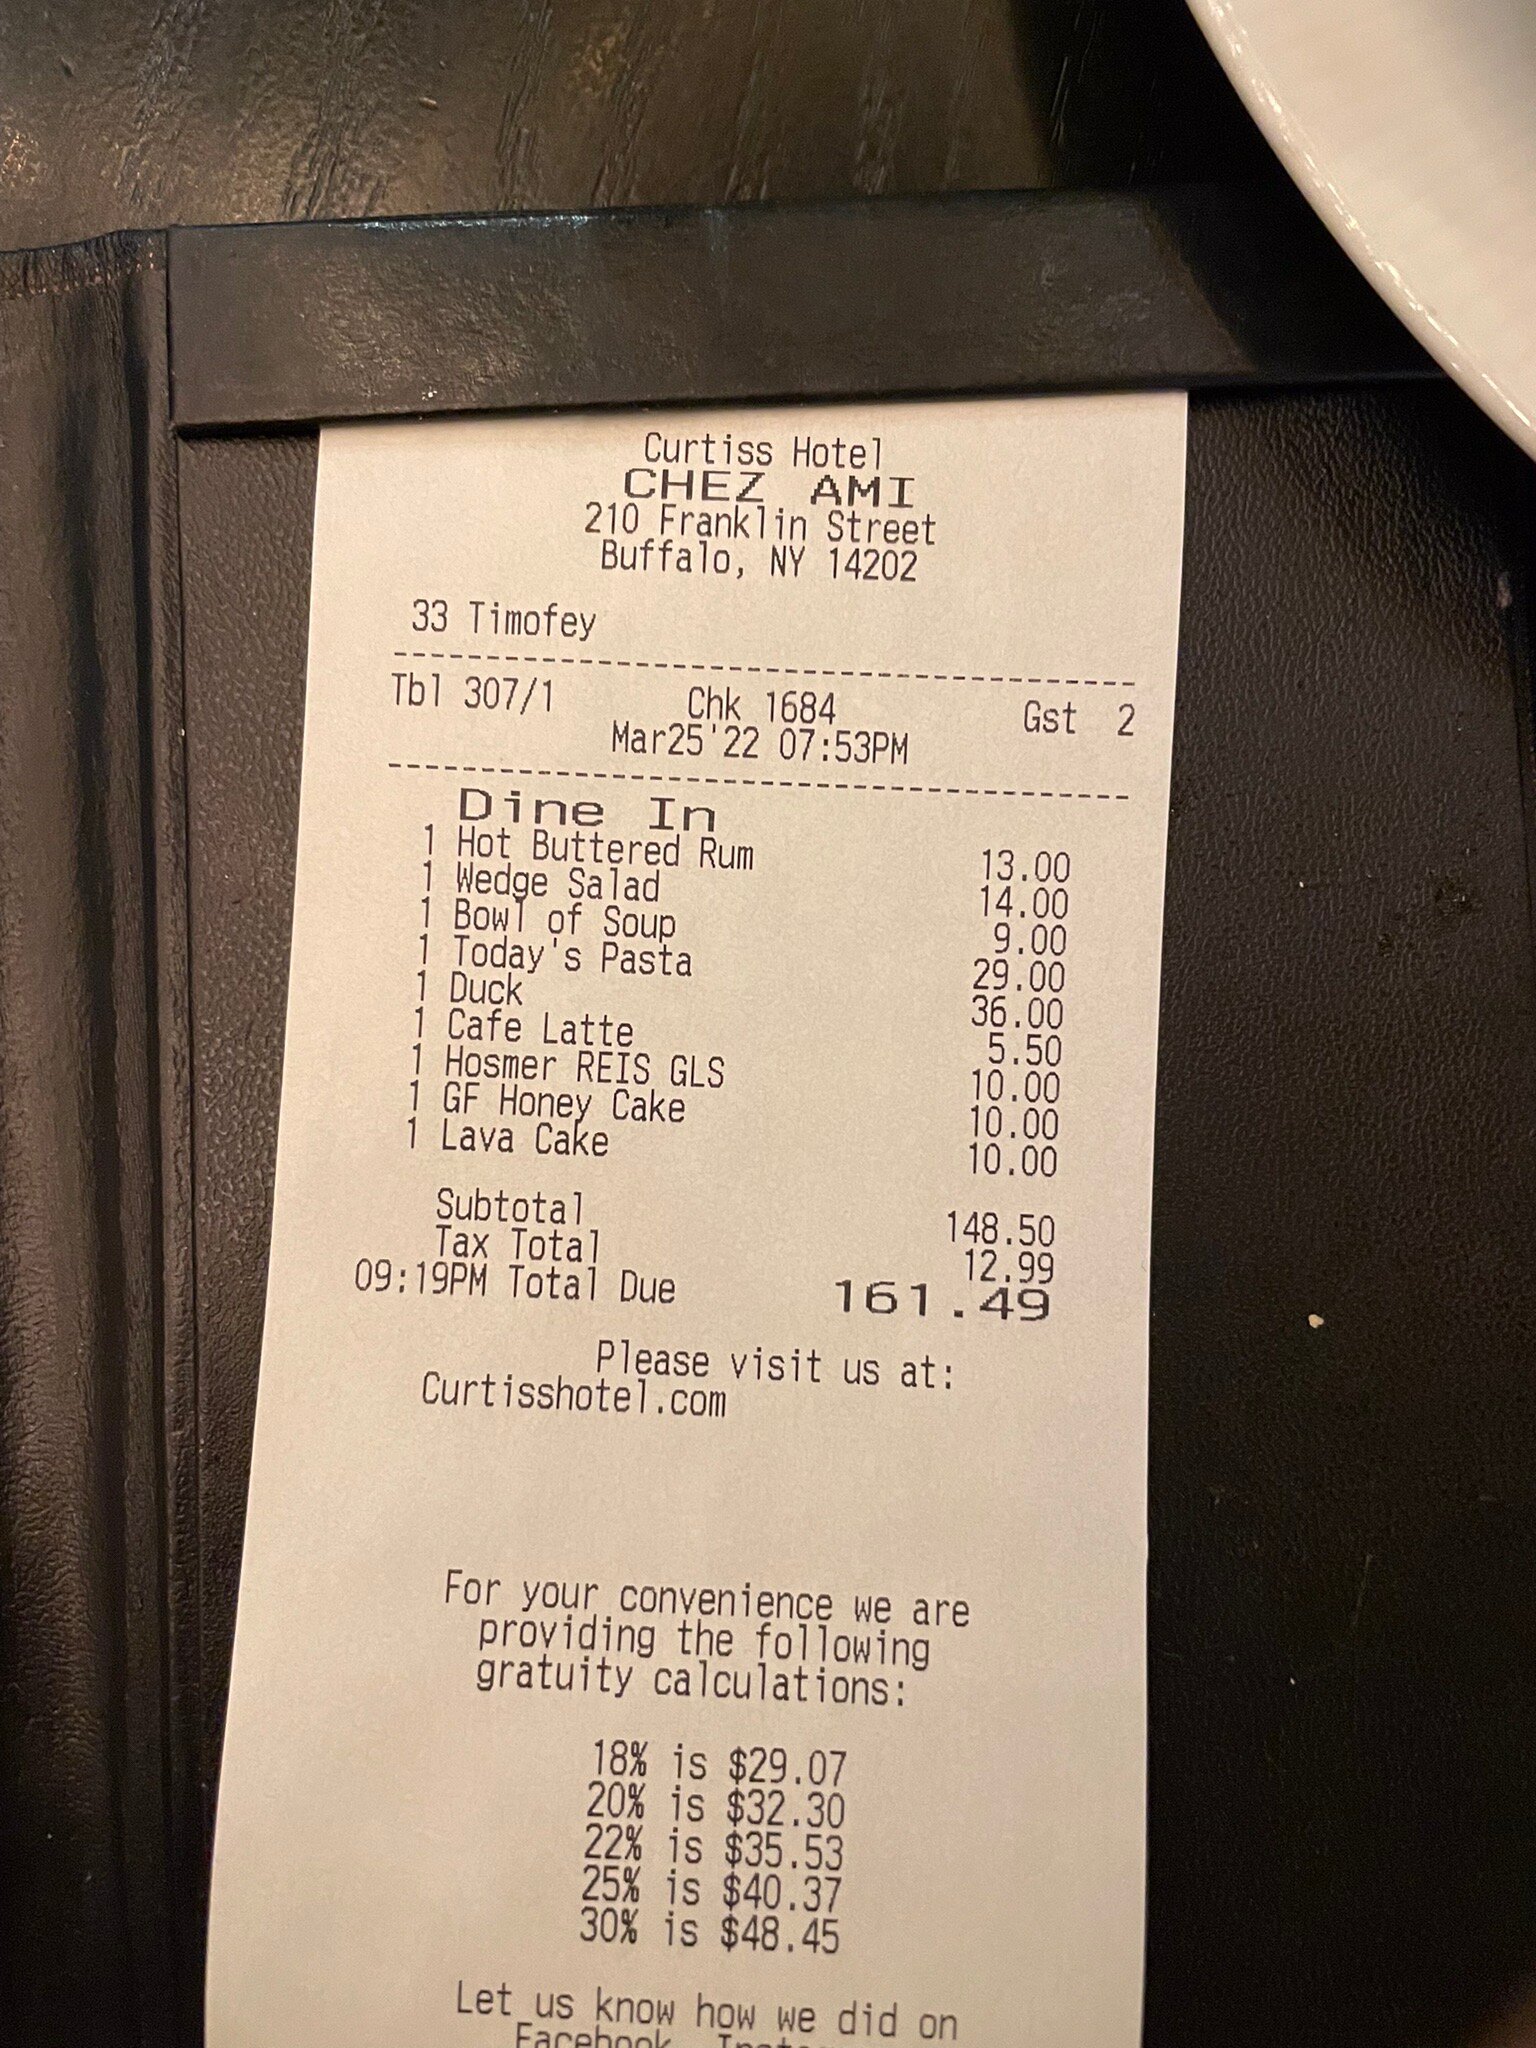 Curtiss Hotel
CHEZ AMI
210 Franklin Street
Buffalo, NY 14202
33 Timofey
Tbl 307/1 Chk 1684 Gst 2
Mar25'22 07:53PM
Dine In
1 Hot Buttered Rum 13.00
1 Wedge Salad 14.00
1 Bowl of Soup 9.00
1 Today's Pasta 29.00
1 Duck 36.00
1 Cafe Latte 5.50
1 Hosmer REIS GLS 10.00
1 GF Honey Cake 10.00
1 Lava Cake 10.00
Subtotal 148.50
Tax Total 12.99
09:19PM Total Due 161.49
Please visit us at:
Curtisshotel.com
For your convenience we are
providing the following
gratuity calculations:
18% is $29.07
20% is $32.30
22% is $35.53
25% is $40.37
30% is $48.45
Let us know how we did on
Facebook,